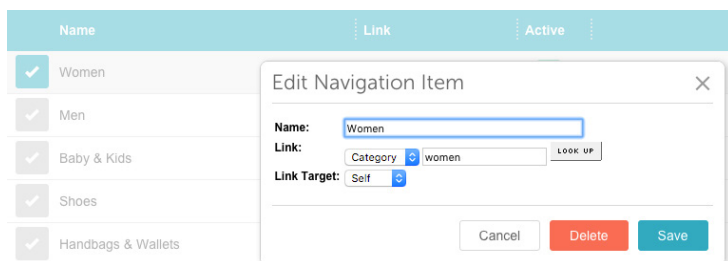 Name Link Active
Women
Men
Baby & Kids
Shoes
Handbags & Wallets
Edit Navigation Item
Name: Women
Link: Category women LOOK UP
Link Target: Self
Cancel Delete Save